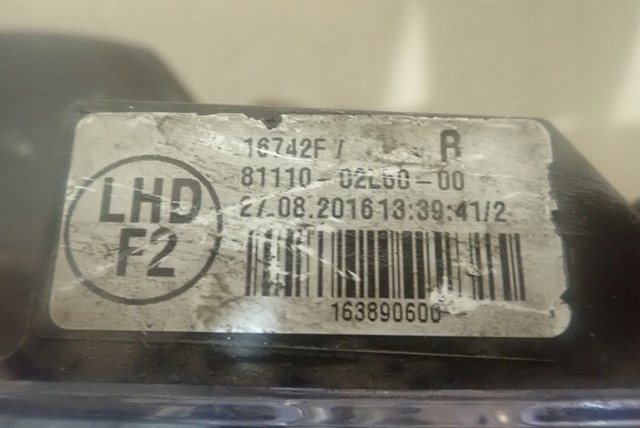 16742F / R
81110-02L60-00
27.08.2016 13:39:41/2
LHD
F2
163890600